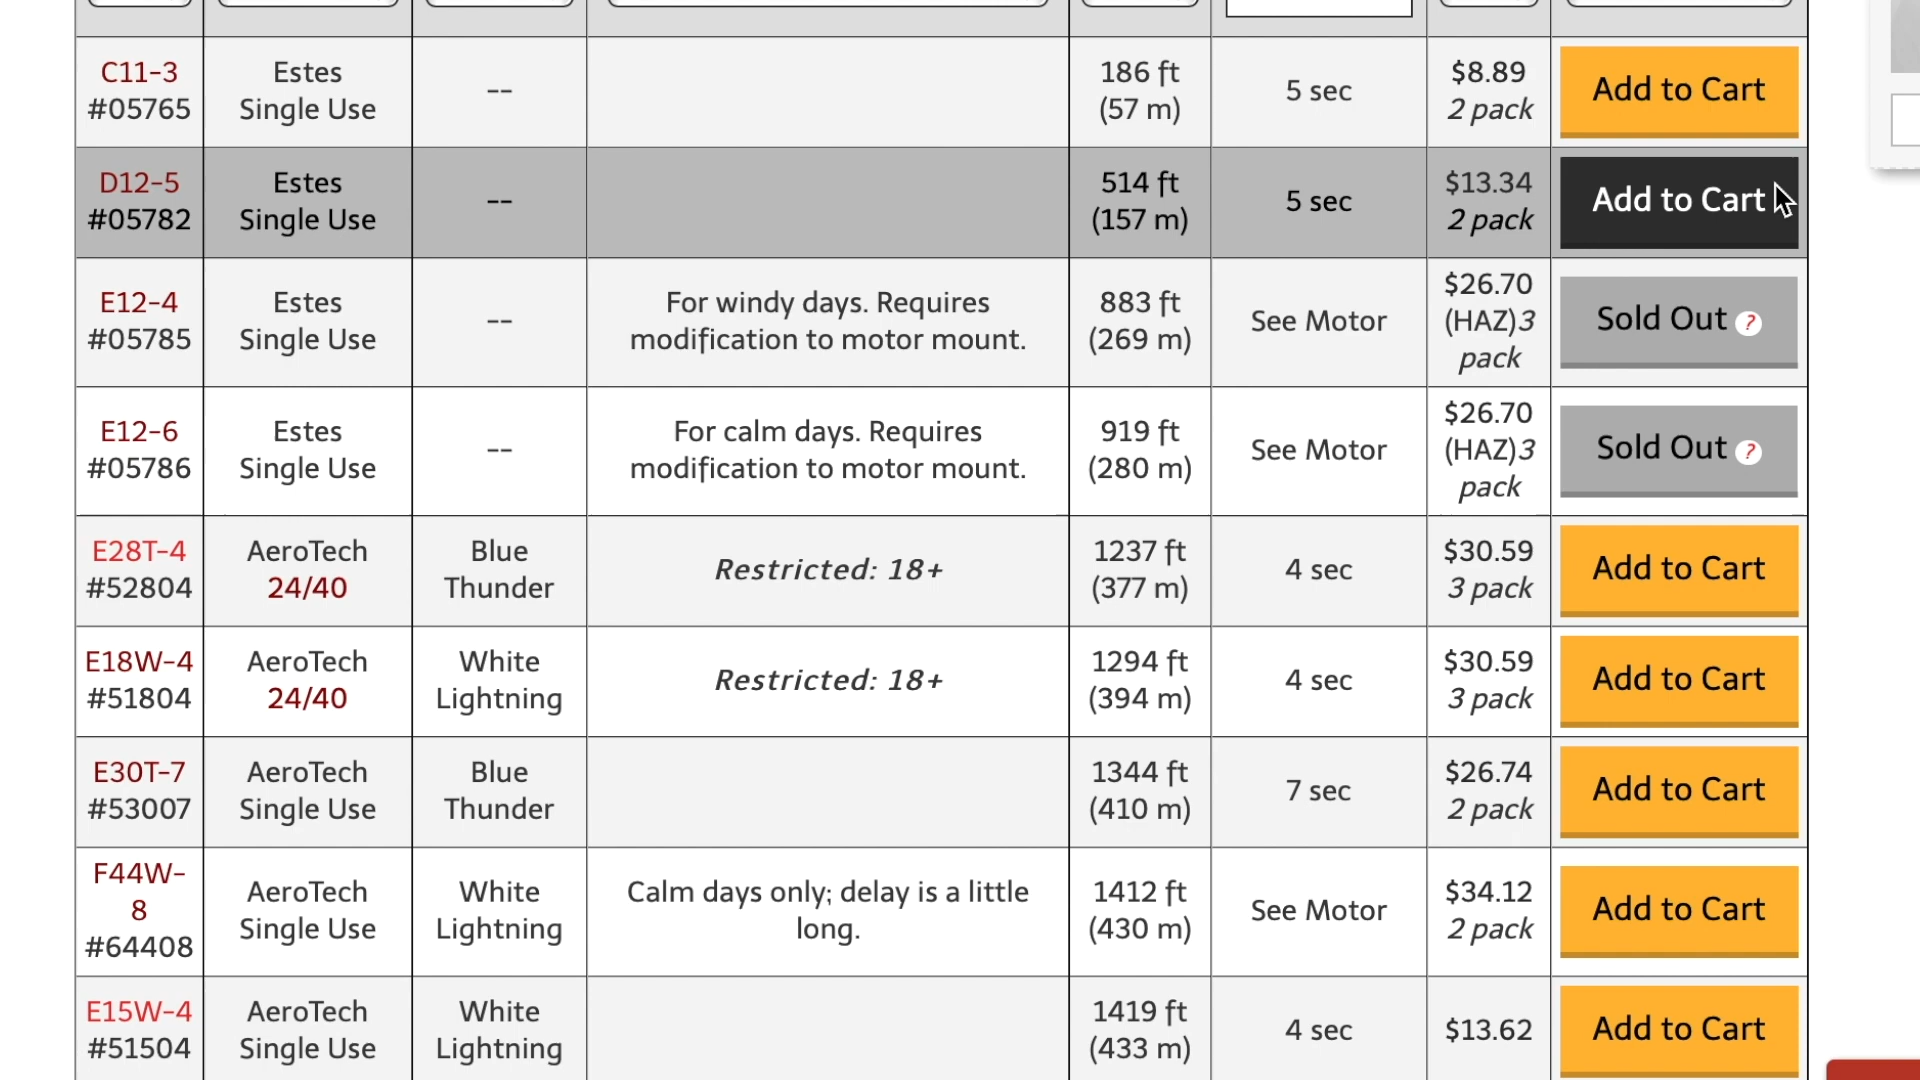 C11-3
#05765
Estes
Single Use
--
186 ft
(57 m)
5 sec
$8.89
2 pack
Add to Cart
D12-5
#05782
Estes
Single Use
--
514 ft
(157 m)
5 sec
$13.34
2 pack
Add to Cart
E12-4
#05785
Estes
Single Use
--
For windy days. Requires
modification to motor mount.
883 ft
(269 m)
See Motor
$26.70
(HAZ)3
pack
Sold Out ?
E12-6
#05786
Estes
Single Use
--
For calm days. Requires
modification to motor mount.
919 ft
(280 m)
See Motor
$26.70
(HAZ)3
pack
Sold Out ?
E28T-4
#52804
AeroTech
24/40
Blue
Thunder
Restricted: 18+
1237 ft
(377 m)
4 sec
$30.59
3 pack
Add to Cart
E18W-4
#51804
AeroTech
24/40
White
Lightning
Restricted: 18+
1294 ft
(394 m)
4 sec
$30.59
3 pack
Add to Cart
E30T-7
#53007
AeroTech
Single Use
Blue
Thunder
1344 ft
(410 m)
7 sec
$26.74
2 pack
Add to Cart
F44W-
8
#64408
AeroTech
Single Use
White
Lightning
Calm days only; delay is a little
long.
1412 ft
(430 m)
See Motor
$34.12
2 pack
Add to Cart
E15W-4
#51504
AeroTech
Single Use
White
Lightning
1419 ft
(433 m)
4 sec
$13.62
Add to Cart